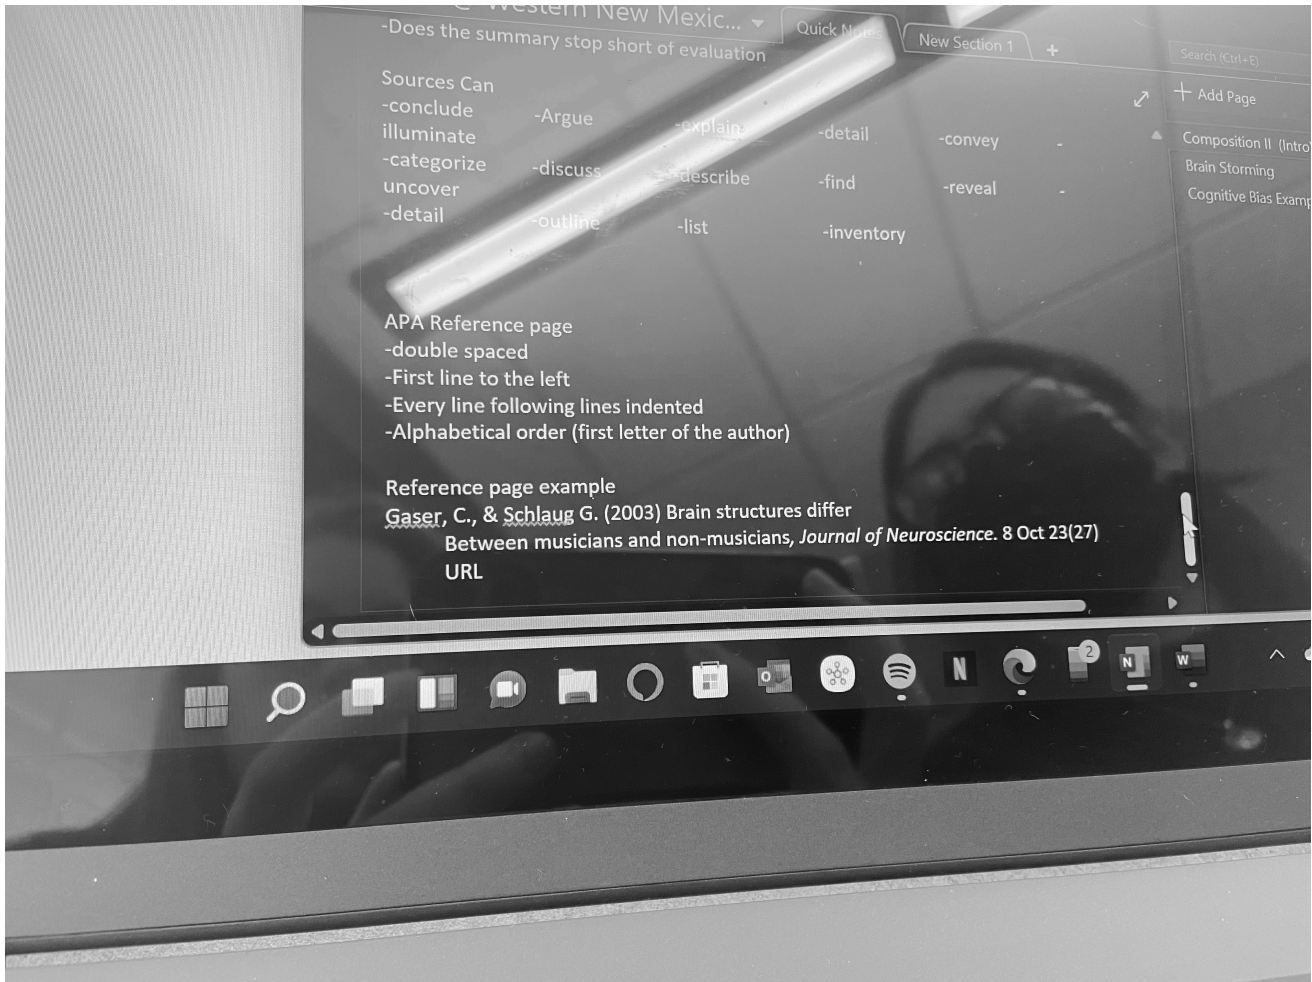 @ Western New Mexic...
Quick Notes
New Section 1
+
Search (Ctrl+E)
+ Add Page
Composition II (Intro
Brain Storming
Cognitive Bias Examp
-Does the summary stop short of evaluation
Sources Can
-conclude -Argue -explain -detail -convey -
illuminate
-categorize -discuss -describe -find -reveal -
uncover
-detail -outline -list -inventory
APA Reference page
-double spaced
-First line to the left
-Every line following lines indented
-Alphabetical order (first letter of the author)
Reference page example
Gaser, C., & Schlaug G. (2003) Brain structures differ
Between musicians and non-musicians, Journal of Neuroscience. 8 Oct 23(27)
URL
O
N
2
N
W